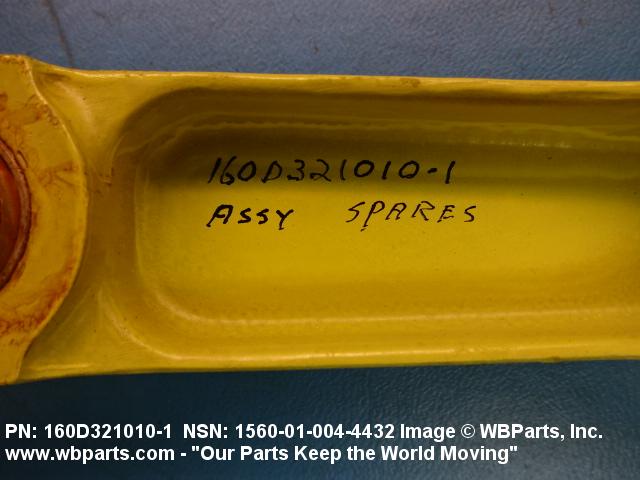 160D321010-1
ASSY SPARES
PN: 160D321010-1 NSN: 1560-01-004-4432 Image © WBParts, Inc.
www.wbparts.com - "Our Parts Keep the World Moving"